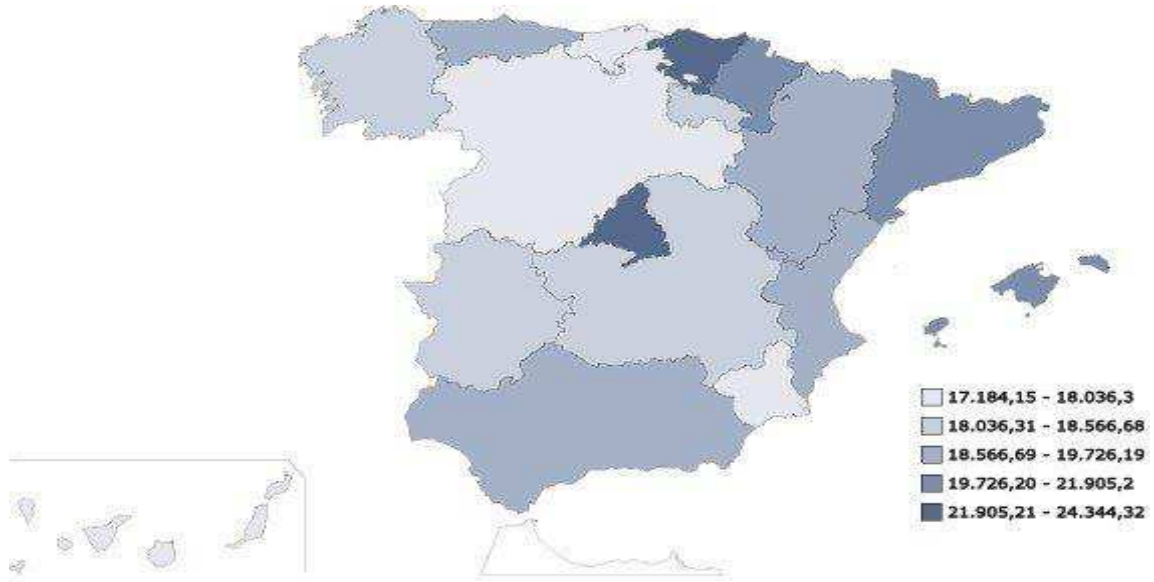 17.184,15 - 18.036,3
18.036,31 - 18.566,68
18.566,69 - 19.726,19
19.726,20 - 21.905,2
21.905,21 - 24.344,32